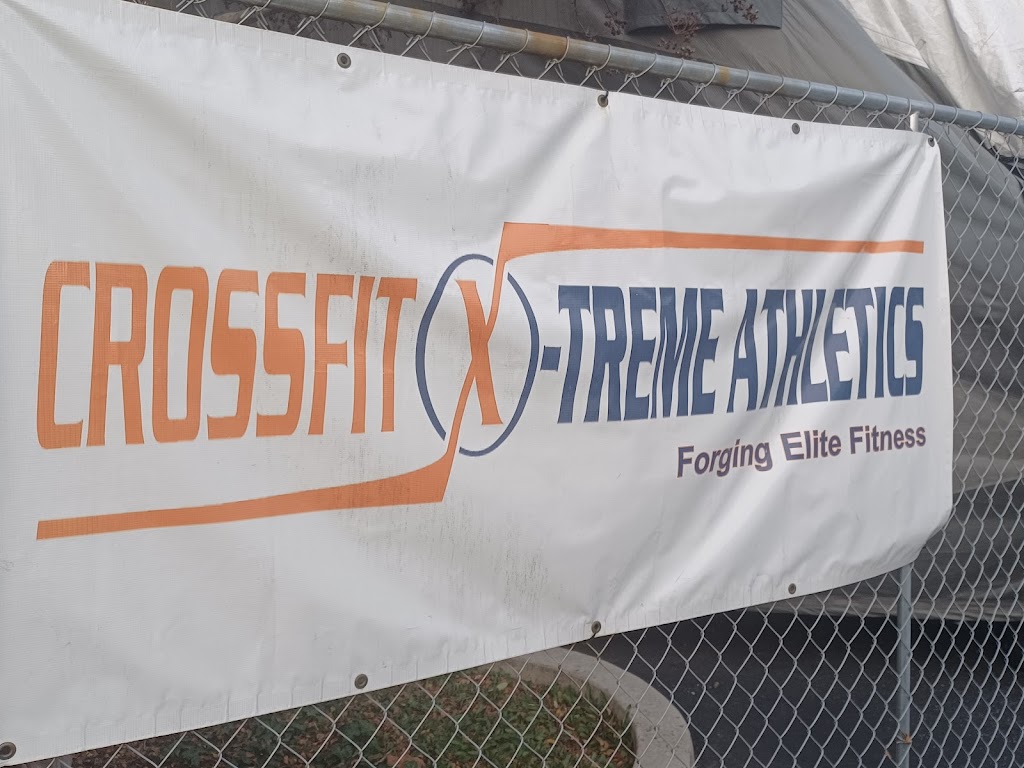 CROSSFIT X-TREME ATHLETICS
Forging Elite Fitness